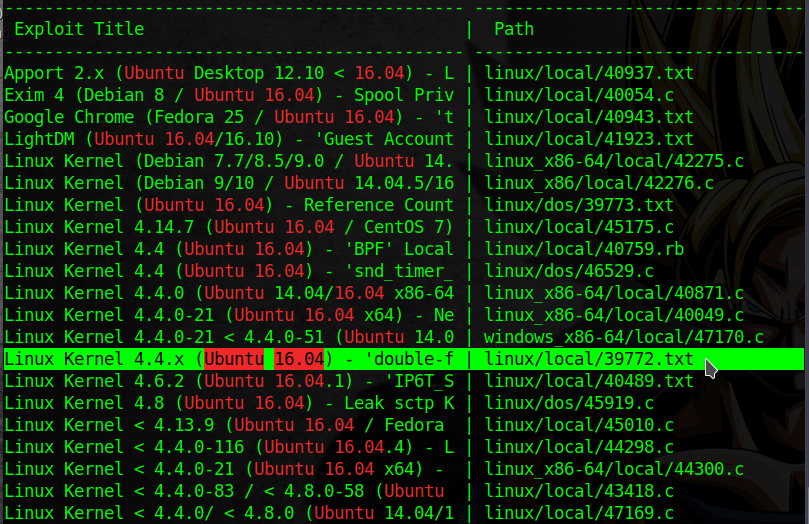 Exploit Title | Path
Apport 2.x (Ubuntu Desktop 12.10 < 16.04) - L | linux/local/40937.txt
Exim 4 (Debian 8 / Ubuntu 16.04) - Spool Priv | linux/local/40054.c
Google Chrome (Fedora 25 / Ubuntu 16.04) - 't | linux/local/40943.txt
LightDM (Ubuntu 16.04/16.10) - 'Guest Account | linux/local/41923.txt
Linux Kernel (Debian 7.7/8.5/9.0 / Ubuntu 14. | linux_x86-64/local/42275.c
Linux Kernel (Debian 9/10 / Ubuntu 14.04.5/16 | linux_x86/local/42276.c
Linux Kernel (Ubuntu 16.04) - Reference Count | linux/dos/39773.txt
Linux Kernel 4.14.7 (Ubuntu 16.04 / CentOS 7) | linux/local/45175.c
Linux Kernel 4.4 (Ubuntu 16.04) - 'BPF' Local | linux/local/40759.rb
Linux Kernel 4.4 (Ubuntu 16.04) - 'snd_timer_ | linux/dos/46529.c
Linux Kernel 4.4.0 (Ubuntu 14.04/16.04 x86-64 | linux_x86-64/local/40871.c
Linux Kernel 4.4.0-21 (Ubuntu 16.04 x64) - Ne | linux_x86-64/local/40049.c
Linux Kernel 4.4.0-21 < 4.4.0-51 (Ubuntu 14.0 | windows_x86-64/local/47170.c
Linux Kernel 4.4.x (Ubuntu 16.04) - 'double-f | linux/local/39772.txt
Linux Kernel 4.6.2 (Ubuntu 16.04.1) - 'IP6T_S | linux/local/40489.txt
Linux Kernel 4.8 (Ubuntu 16.04) - Leak sctp K | linux/dos/45919.c
Linux Kernel < 4.13.9 (Ubuntu 16.04 / Fedora | linux/local/45010.c
Linux Kernel < 4.4.0-116 (Ubuntu 16.04.4) - L | linux/local/44298.c
Linux Kernel < 4.4.0-21 (Ubuntu 16.04 x64) - | linux_x86-64/local/44300.c
Linux Kernel < 4.4.0-83 / < 4.8.0-58 (Ubuntu | linux/local/43418.c
Linux Kernel < 4.4.0/ < 4.8.0 (Ubuntu 14.04/1 | linux/local/47169.c